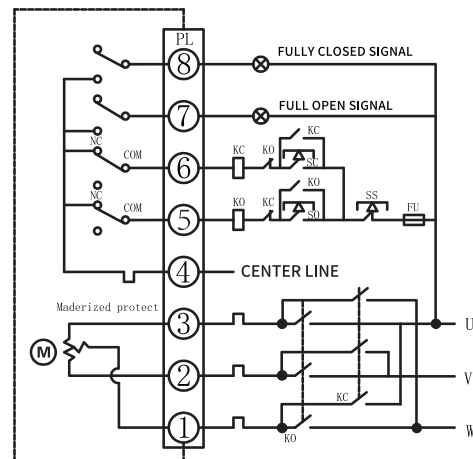 PL
8 FULLY CLOSED SIGNAL
7 FULL OPEN SIGNAL
KC
NC
COM 6 KC KO SC
KO
NC
COM 5 KO KC SO SS FU
4 CENTER LINE
Maderized protect
3 U
M
2 V
KC
1 KO W